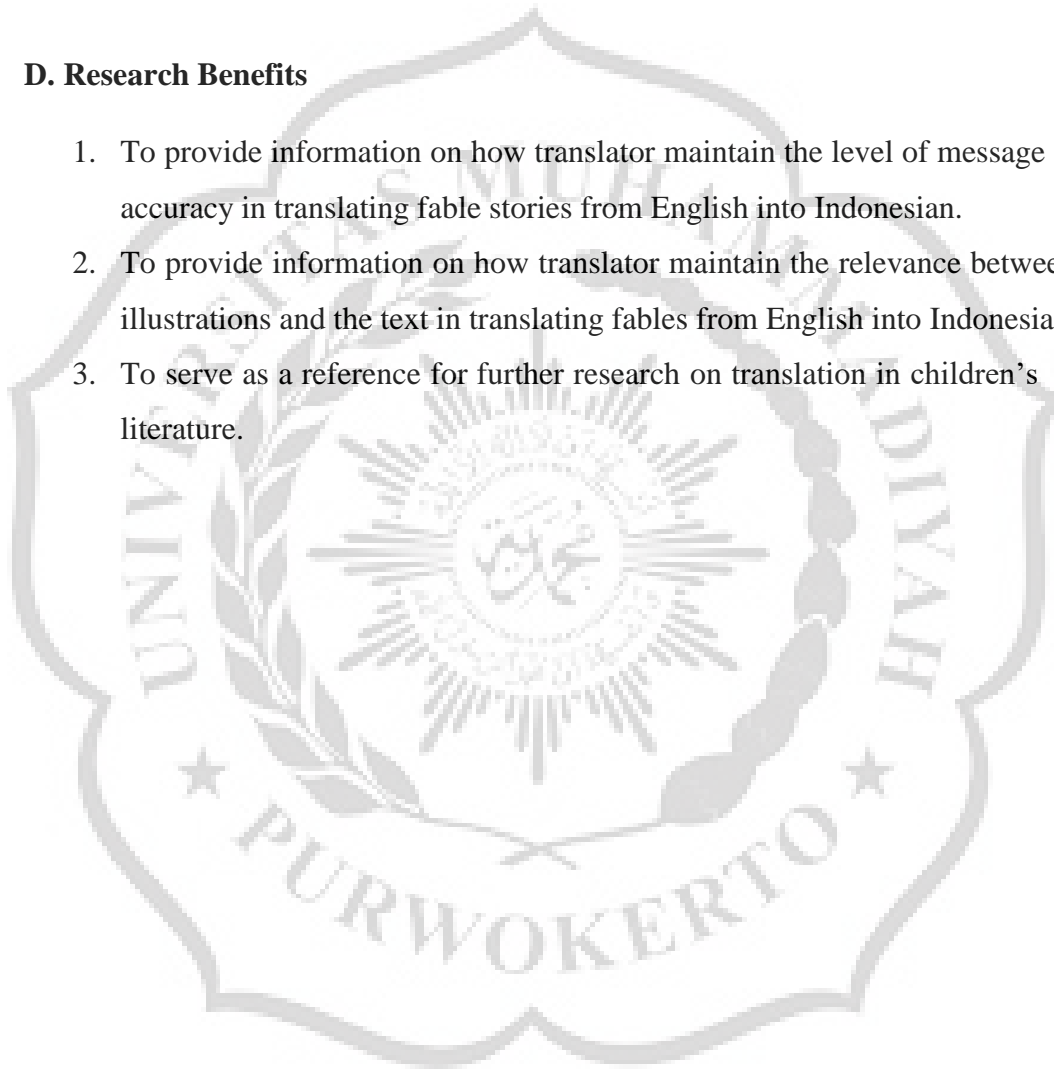 D. Research Benefits
1. To provide information on how translator maintain the level of message
accuracy in translating fable stories from English into Indonesian.
2. To provide information on how translator maintain the relevance betwee
illustrations and the text in translating fables from English into Indonesia
3. To serve as a reference for further research on translation in children’s
literature.
UNIVERSITAS MUHAMMADIYAH
★ PURWOKERTO ★